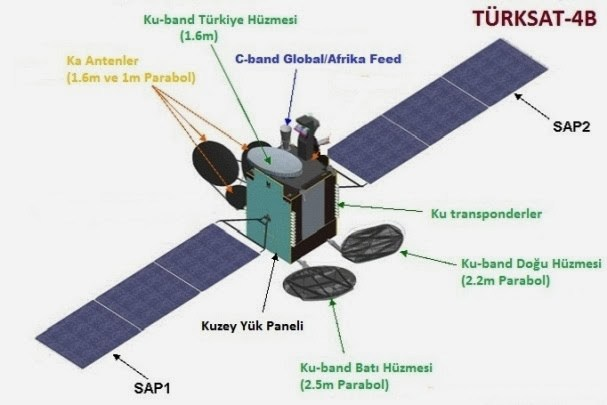 TÜRKSAT-4B
Ku-band Türkiye Hüzmesi
(1.6m)
Ka Antenler
(1.6m ve 1m Parabol)
C-band Global/Afrika Feed
SAP2
Ku transponderler
Ku-band Doğu Hüzmesi
(2.2m Parabol)
Kuzey Yük Paneli
Ku-band Batı Hüzmesi
(2.5m Parabol)
SAP1